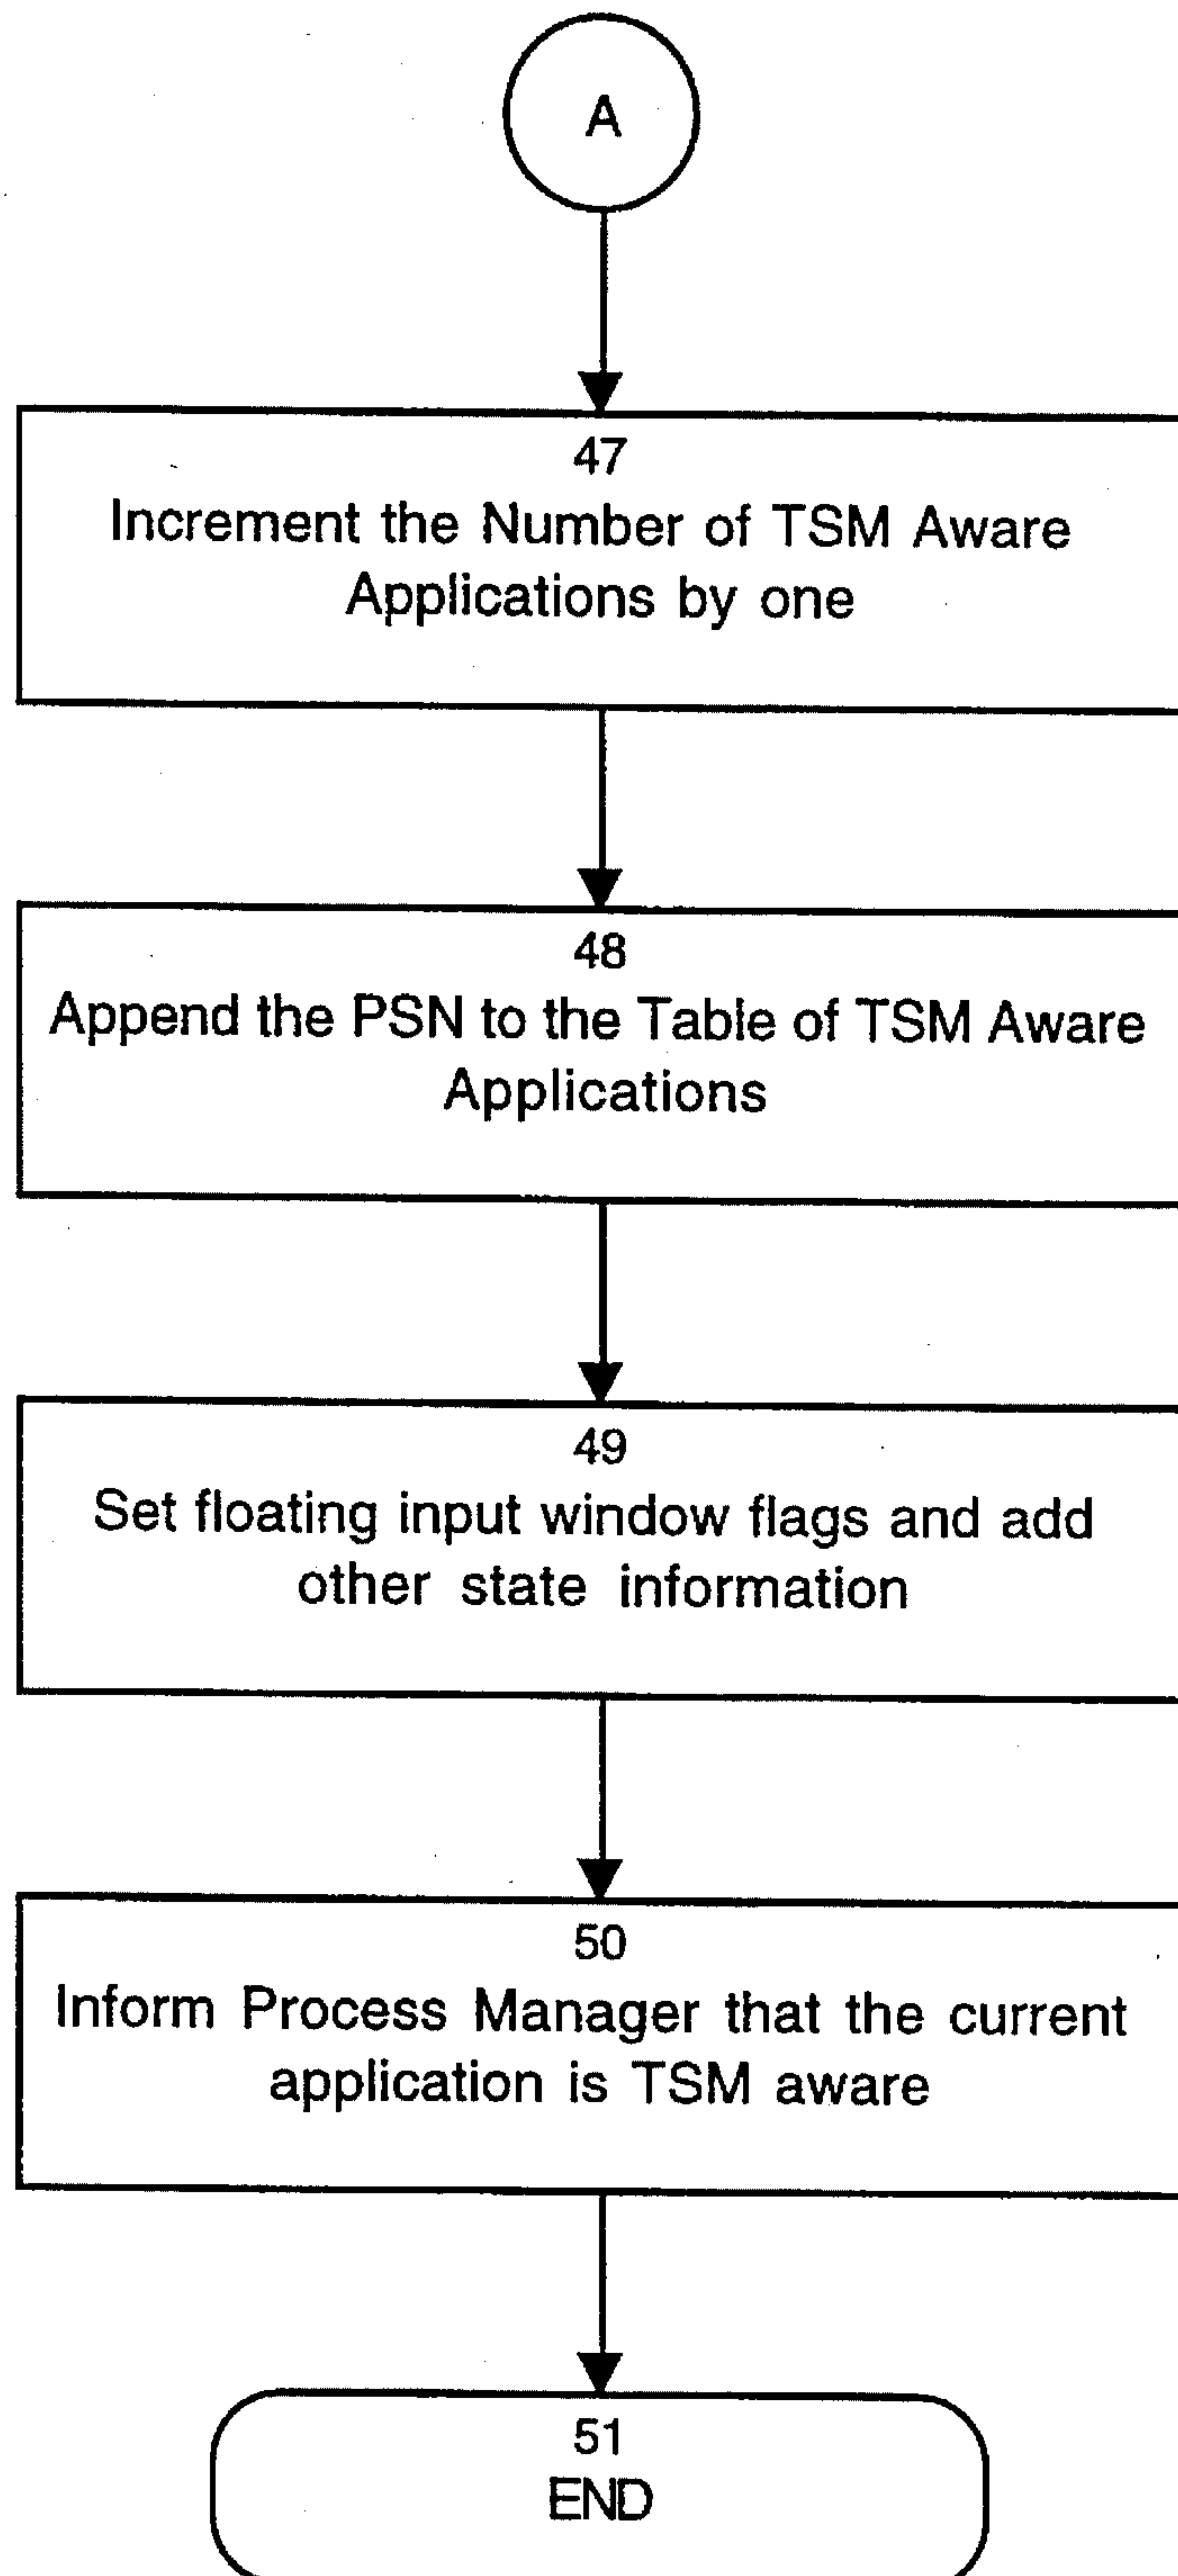 A
47
Increment the Number of TSM Aware
Applications by one
48
Append the PSN to the Table of TSM Aware
Applications
49
Set floating input window flags and add
other state information
50
Inform Process Manager that the current
application is TSM aware
51
END